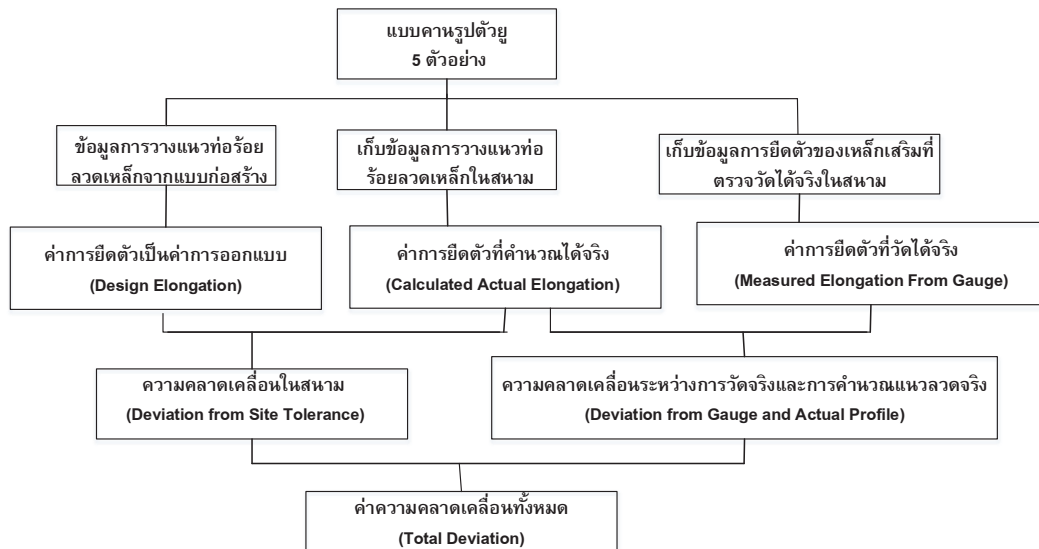 แบบคานรูปตัวยู
5 ตัวอย่าง
ข้อมูลการวางแนวท่อร้อย
ลวดเหล็กจากแบบก่อสร้าง
เก็บข้อมูลการวางแนวท่อ
ร้อยลวดเหล็กในสนาม
เก็บข้อมูลการยืดตัวของเหล็กเสริมที่
ตรวจวัดได้จริงในสนาม
ค่าการยืดตัวเป็นค่าการออกแบบ
(Design Elongation)
ค่าการยืดตัวที่คำนวณได้จริง
(Calculated Actual Elongation)
ค่าการยืดตัวที่วัดได้จริง
(Measured Elongation From Gauge)
ความคลาดเคลื่อนในสนาม
(Deviation from Site Tolerance)
ความคลาดเคลื่อนระหว่างการวัดจริงและการคำนวณแนวลวดจริง
(Deviation from Gauge and Actual Profile)
ค่าความคลาดเคลื่อนทั้งหมด
(Total Deviation)